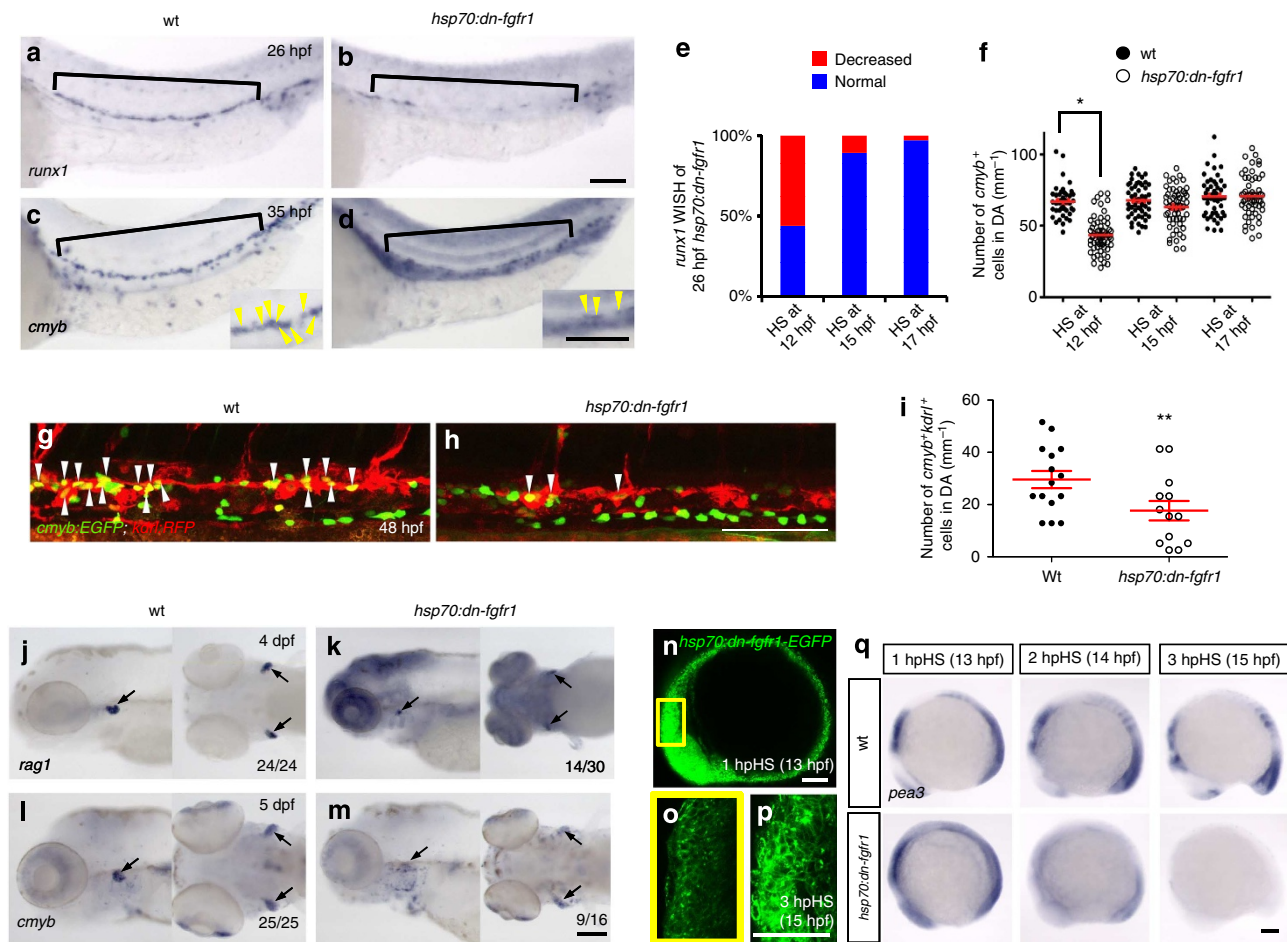 wt
hsp70:dn-fgfr1
a
26 hpf
runx1
b
c
35 hpf
cmyb
d
e
Decreased
Normal
runx1 WISH of
26 hpf hsp70:dn-fgfr1
100%
50%
0%
HS at
12 hpf
HS at
15 hpf
HS at
17 hpf
f
wt
hsp70:dn-fgfr1
*
Number of cmyb+
cells in DA (mm−1)
100
50
0
HS at
12 hpf
HS at
15 hpf
HS at
17 hpf
wt
hsp70:dn-fgfr1
g
cmyb:EGFP; kdrl:RFP
48 hpf
h
i
Number of cmyb+kdrl+
cells in DA (mm−1)
60
40
20
0
**
Wt
hsp70:dn-fgfr1
wt
hsp70:dn-fgfr1
j
4 dpf
rag1
24/24
k
14/30
l
5 dpf
cmyb
25/25
m
9/16
n
hsp70:dn-fgfr1-EGFP
1 hpHS (13 hpf)
o
p
3 hpHS
(15 hpf)
q
1 hpHS (13 hpf)
2 hpHS (14 hpf)
3 hpHS (15 hpf)
wt
pea3
hsp70:dn-fgfr1